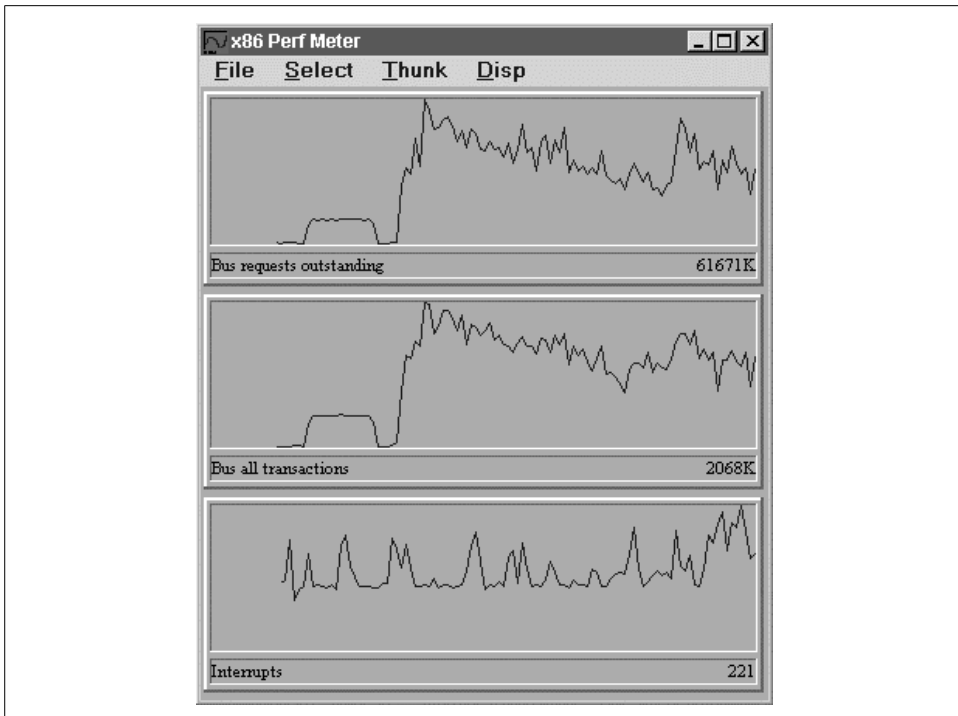 x86 Perf Meter
File Select Thunk Disp
Bus requests outstanding 61671K
Bus all transactions 2068K
Interrupts 221